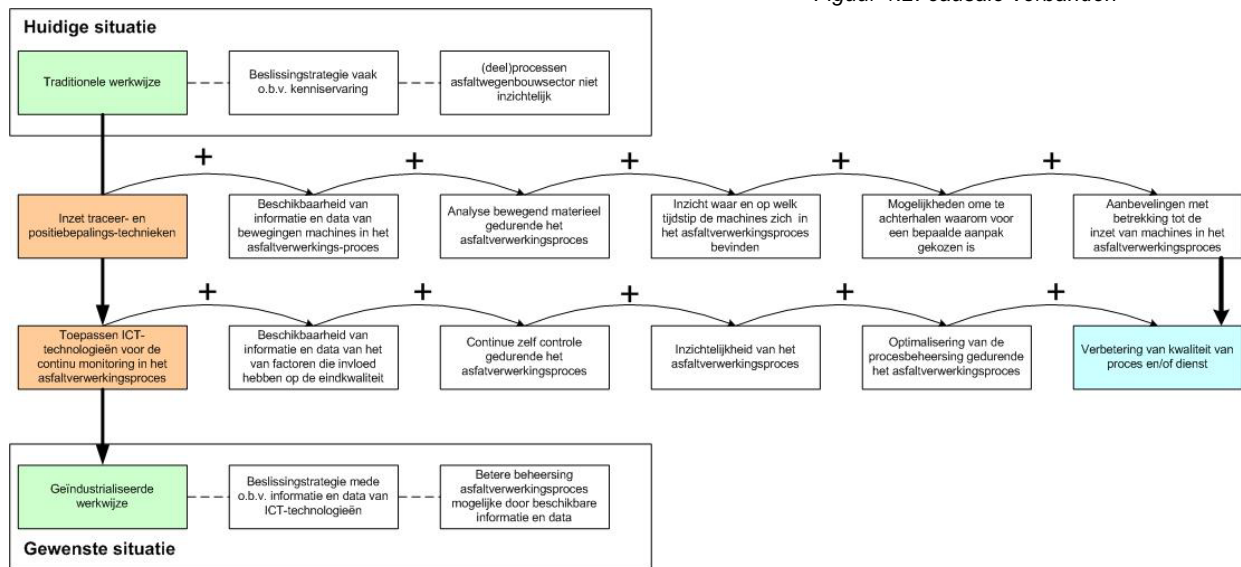 Figuur causale verbanden
Huidige situatie
Traditionele werkwijze
Beslissingstrategie vaak
o.b.v. kenniservaring
(deel)processen
asfaltwegenbouwsector niet
inzichtelijk
+ + + + +
Inzet traceer- en
positiebepalings-technieken
Beschikbaarheid van
informatie en data van
bewegingen machines in het
asfaltverwerkings-proces
Analyse bewegend materieel
gedurende het
asfaltverwerkingsproces
Inzicht waar en op welk
tijdstip de machines zich in
het asfaltverwerkingsproces
bevinden
Mogelijkheden ome te
achterhalen waarom voor
een bepaalde aanpak
gekozen is
Aanbevelingen met
betrekking tot de
inzet van machines in het
asfaltverwerkingsproces
+ + + + +
Toepassen ICT-
technologieën voor de
continu monitoring in het
asfaltverwerkingsproces
Beschikbaarheid van
informatie en data van het
van factoren die invloed
hebben op de eindkwaliteit
Continue zelf controle
gedurende het
asfaltverwerkingsproces
Inzichtelijkheid van het
asfaltverwerkingsproces
Optimalisering van de
procesbeheersing gedurende
het asfaltverwerkingsproces
Verbetering van kwaliteit van
proces en/of dienst
Geïndustrialiseerde
werkwijze
Beslissingstrategie mede
o.b.v. informatie en data van
ICT-technologieën
Betere beheersing
asfaltverwerkingsproces
mogelijke door beschikbare
informatie en data
Gewenste situatie